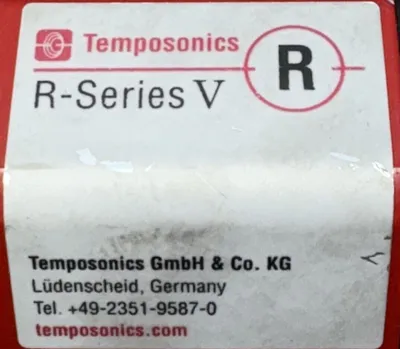 Temposonics
R
R-Series V
Temposonics GmbH & Co. KG
Lüdenscheid, Germany
Tel. +49-2351-9587-0
temposonics.com